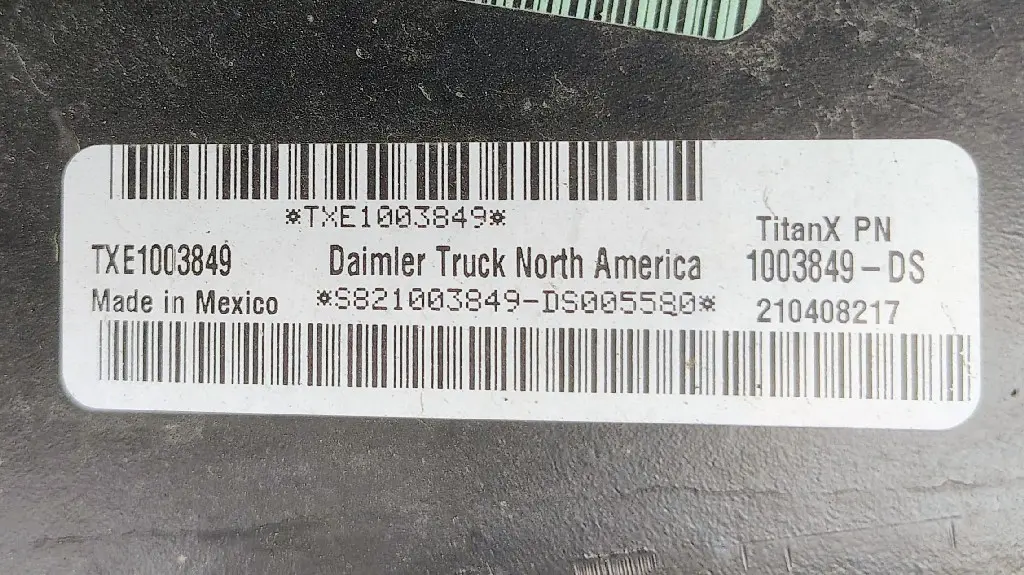 *TXE1003849*
TitanX PN
TXE1003849
Daimler Truck North America
1003849-DS
Made in Mexico
*S821003849-DS005580*
210408217